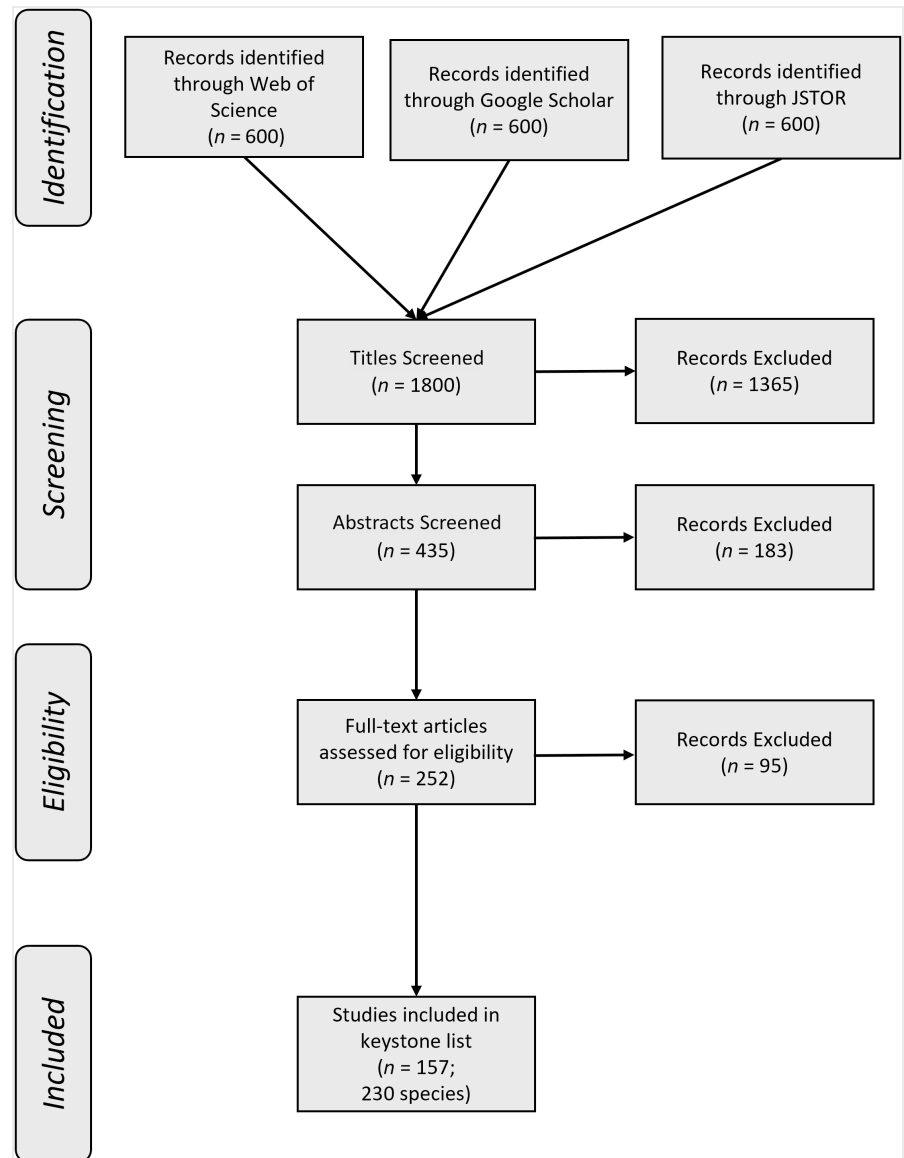 Identification
Records identified
through Web of
Science
(n = 600)
Records identified
through Google Scholar
(n = 600)
Records identified
through JSTOR
(n = 600)
Screening
Titles Screened
(n = 1800)
Records Excluded
(n = 1365)
Abstracts Screened
(n = 435)
Records Excluded
(n = 183)
Eligibility
Full-text articles
assessed for eligibility
(n = 252)
Records Excluded
(n = 95)
Included
Studies included in
keystone list
(n = 157;
230 species)